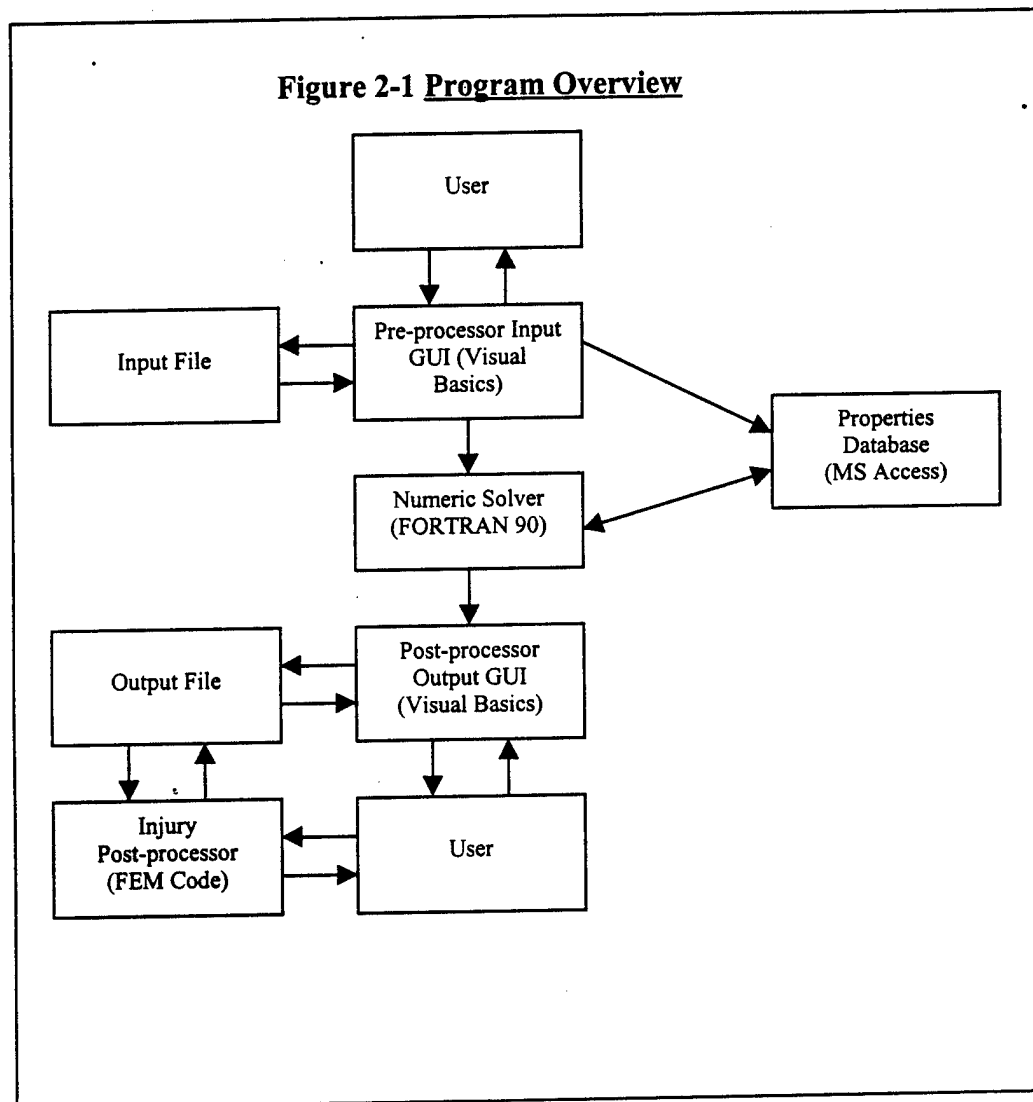 Figure 2-1 Program Overview
User
Input File
Pre-processor Input
GUI (Visual
Basics)
Properties
Database
(MS Access)
Numeric Solver
(FORTRAN 90)
Output File
Post-processor
Output GUI
(Visual Basics)
Injury
Post-processor
(FEM Code)
User